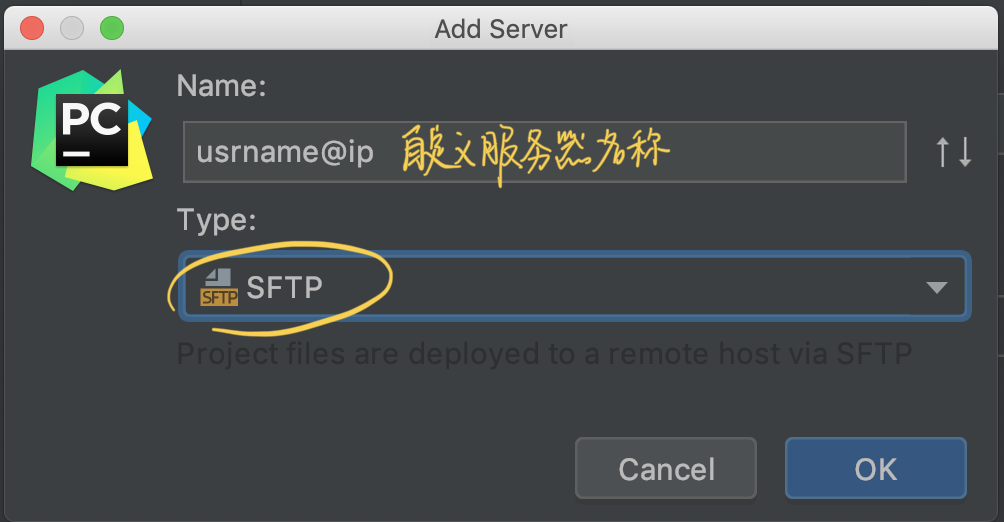 Add Server
PC
Name:
usrname@ip 自定义服务器名称
Type:
SFTP SFTP
Project files are deployed to a remote host via SFTP
Cancel OK